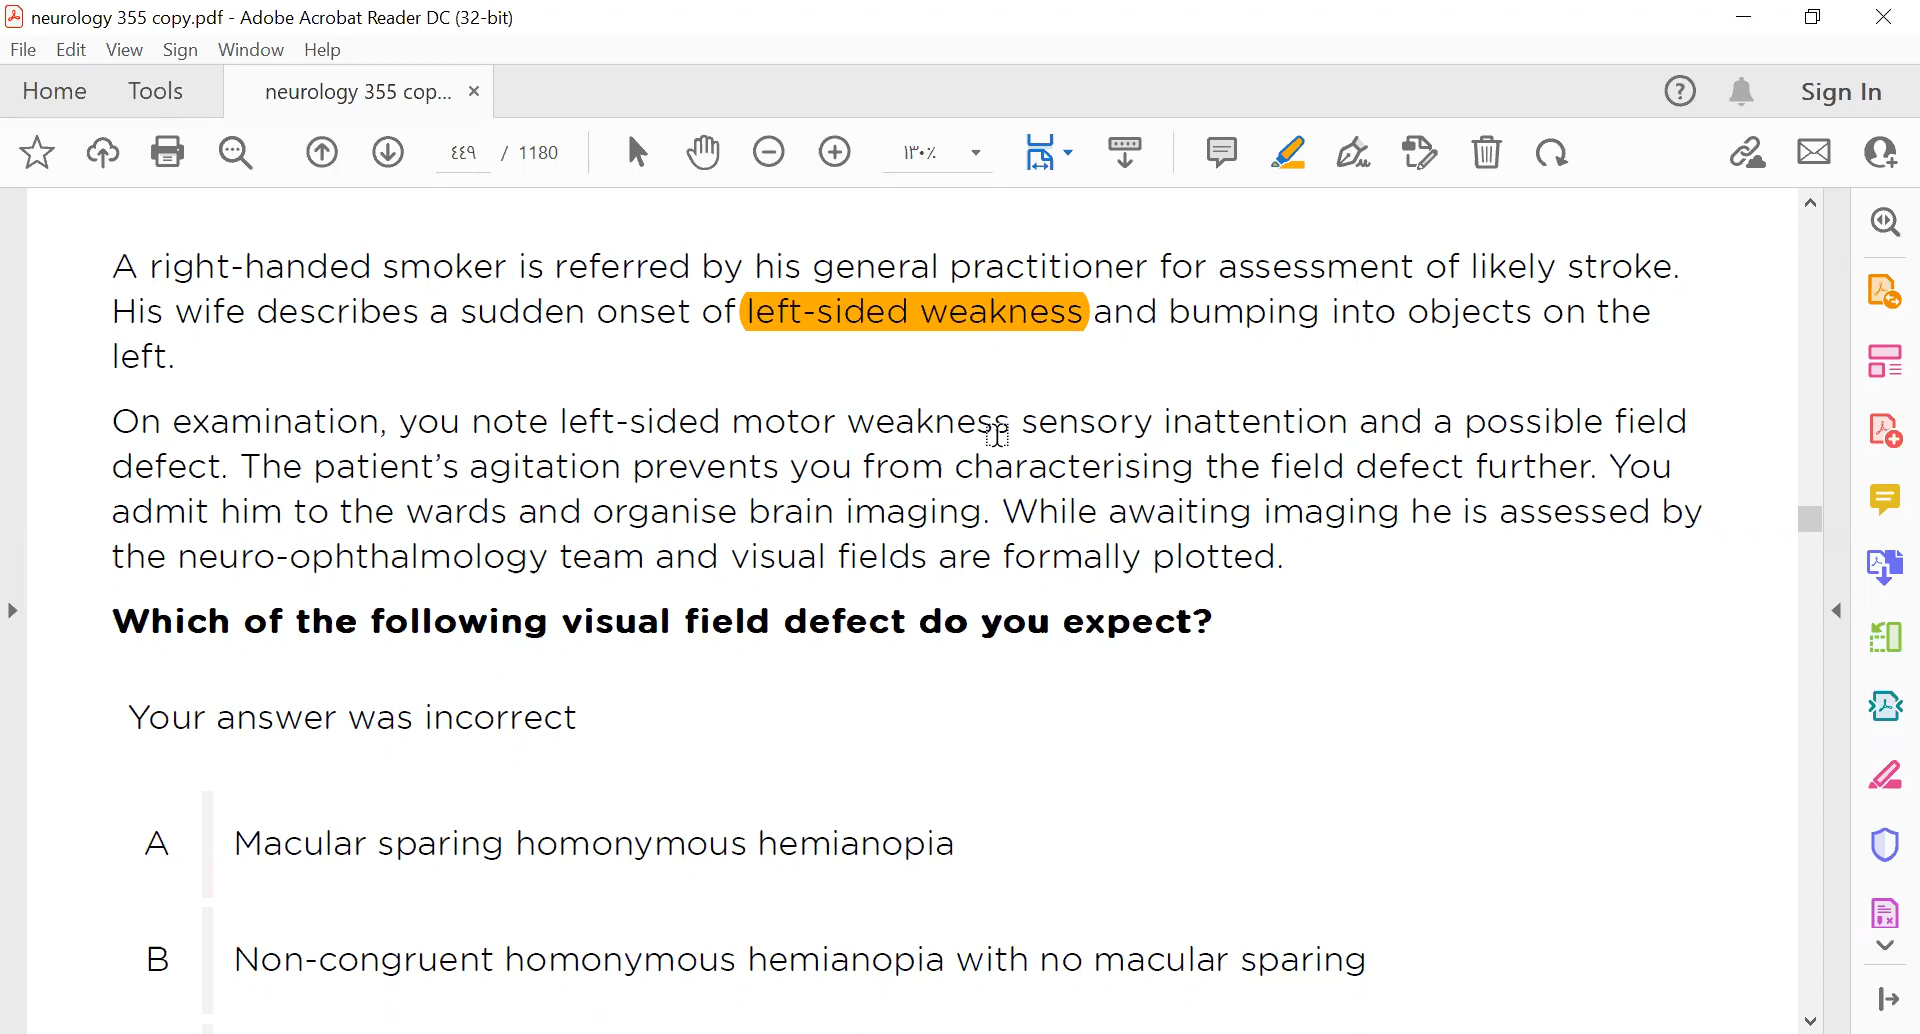 neurology 355 copy.pdf - Adobe Acrobat Reader DC (32-bit)
File Edit View Sign Window Help
Home Tools neurology 355 cop... × Sign In
٤٤٩ / 1180 ١٣٠٪
A right-handed smoker is referred by his general practitioner for assessment of likely stroke.
His wife describes a sudden onset of left-sided weakness and bumping into objects on the
left.
On examination, you note left-sided motor weakness sensory inattention and a possible field
defect. The patient's agitation prevents you from characterising the field defect further. You
admit him to the wards and organise brain imaging. While awaiting imaging he is assessed by
the neuro-ophthalmology team and visual fields are formally plotted.
Which of the following visual field defect do you expect?
Your answer was incorrect
A Macular sparing homonymous hemianopia
B Non-congruent homonymous hemianopia with no macular sparing